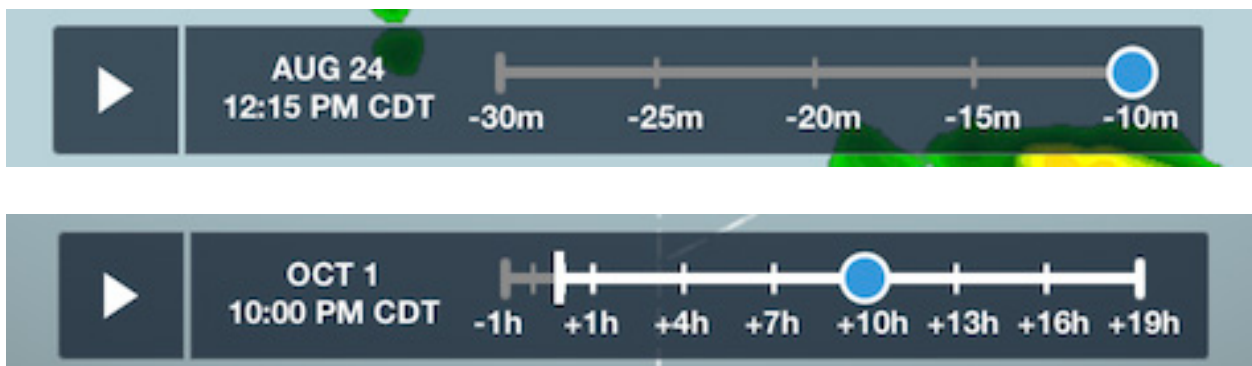 AUG 24
12:15 PM CDT
-30m -25m -20m -15m -10m
OCT 1
10:00 PM CDT
-1h +1h +4h +7h +10h +13h +16h +19h